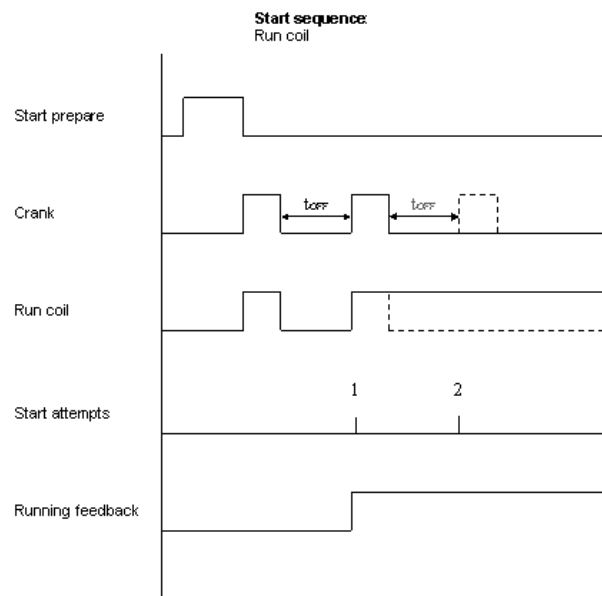 Start sequence:
Run coil
Start prepare
Crank
tOFF
tOFF
Run coil
1
2
Start attempts
Running feedback